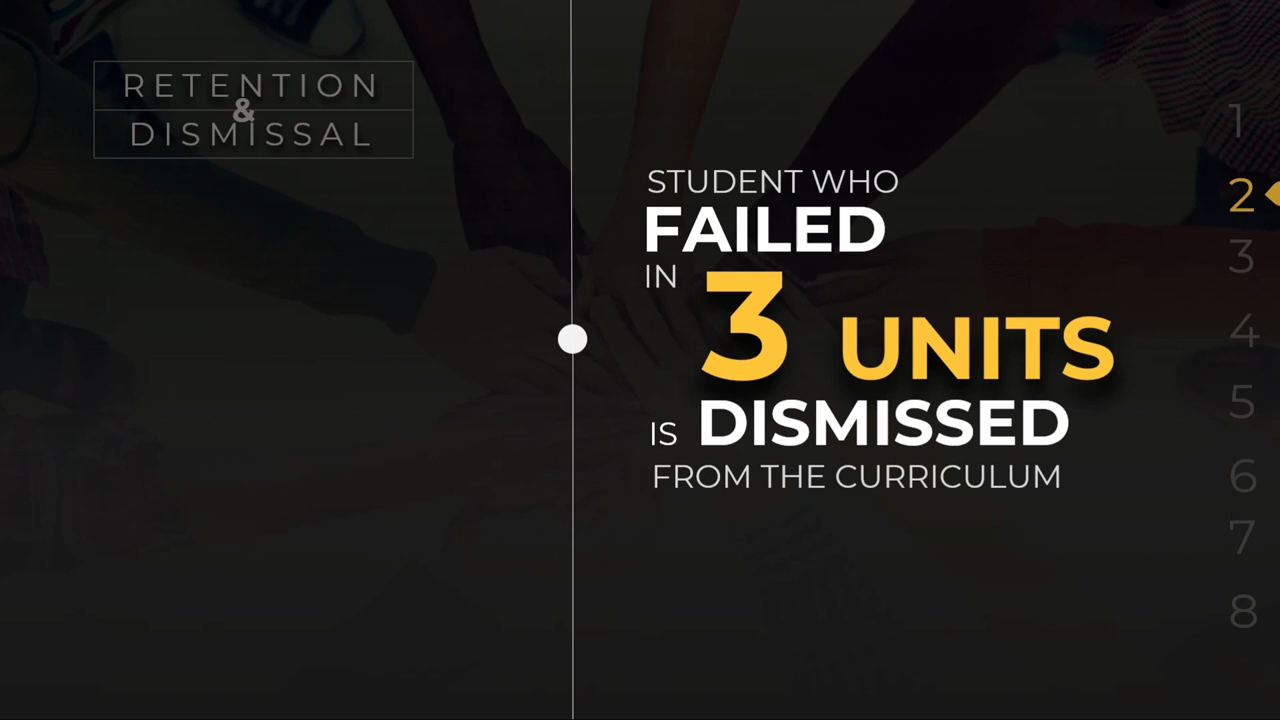 RETENTION
&
DISMISSAL
STUDENT WHO
FAILED
IN 3 UNITS
IS DISMISSED
FROM THE CURRICULUM
1
2
3
4
5
6
7
8